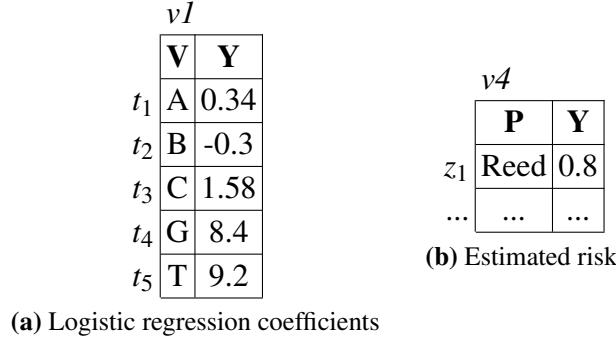 v1
V Y
t1 A 0.34
t2 B -0.3
t3 C 1.58
t4 G 8.4
t5 T 9.2
(a) Logistic regression coefficients
v4
P Y
z1 Reed 0.8
... ... ...
(b) Estimated risk